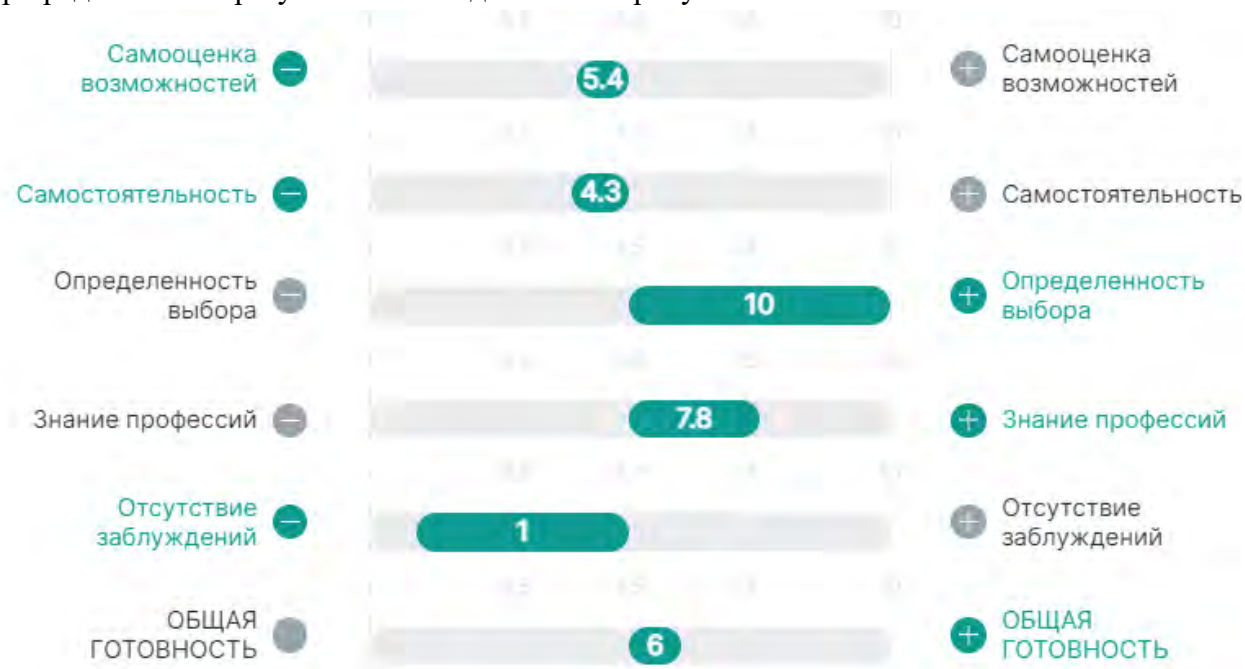 Самооценка
возможностей
5.4
Самооценка
возможностей
Самостоятельность
4.3
Самостоятельность
Определенность
выбора
10
Определенность
выбора
Знание профессий
7.8
Знание профессий
Отсутствие
заблуждений
1
Отсутствие
заблуждений
ОБЩАЯ
ГОТОВНОСТЬ
6
ОБЩАЯ
ГОТОВНОСТЬ